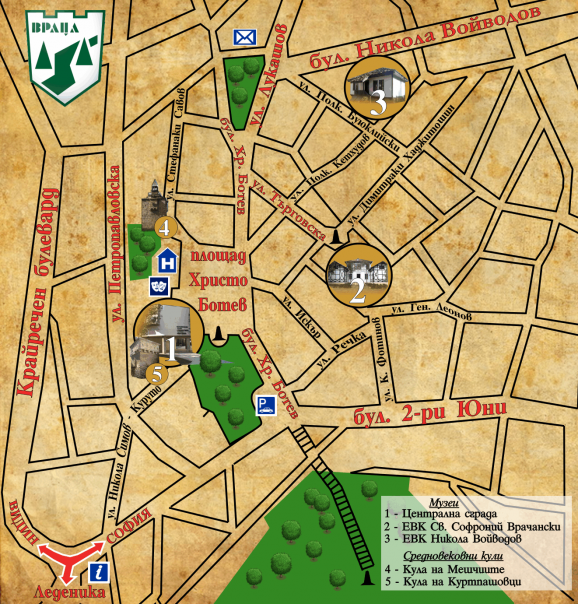 ВРАЦА
бул. Никола Войводов
ул. Лукашов
ул. Стефанаки Савов
3
ул. Полк. Буюклийски
ул. Полк. Кетхудов
ул. Димитраки Хаджитошин
бул. Хр. Ботев
ул. Търговска
Крайречен булевард
ул. Петропавловска
4
H
площад
Христо
Ботев
2
ул. Ген. Леонов
ул. Искър
ул. Речка
ул. К. Фотинов
1
5
бул. Хр. Ботев
P
бул. 2-ри Юни
ул. Никола Симов - Куруто
ВИДИН
СОФИЯ
Леденика
i
Музеи
1 - Централна сграда
2 - ЕВК Св. Софроний Врачански
3 - ЕВК Никола Войводов
Средновековни кули
4 - Кула на Мешчиите
5 - Кула на Куртпашовци